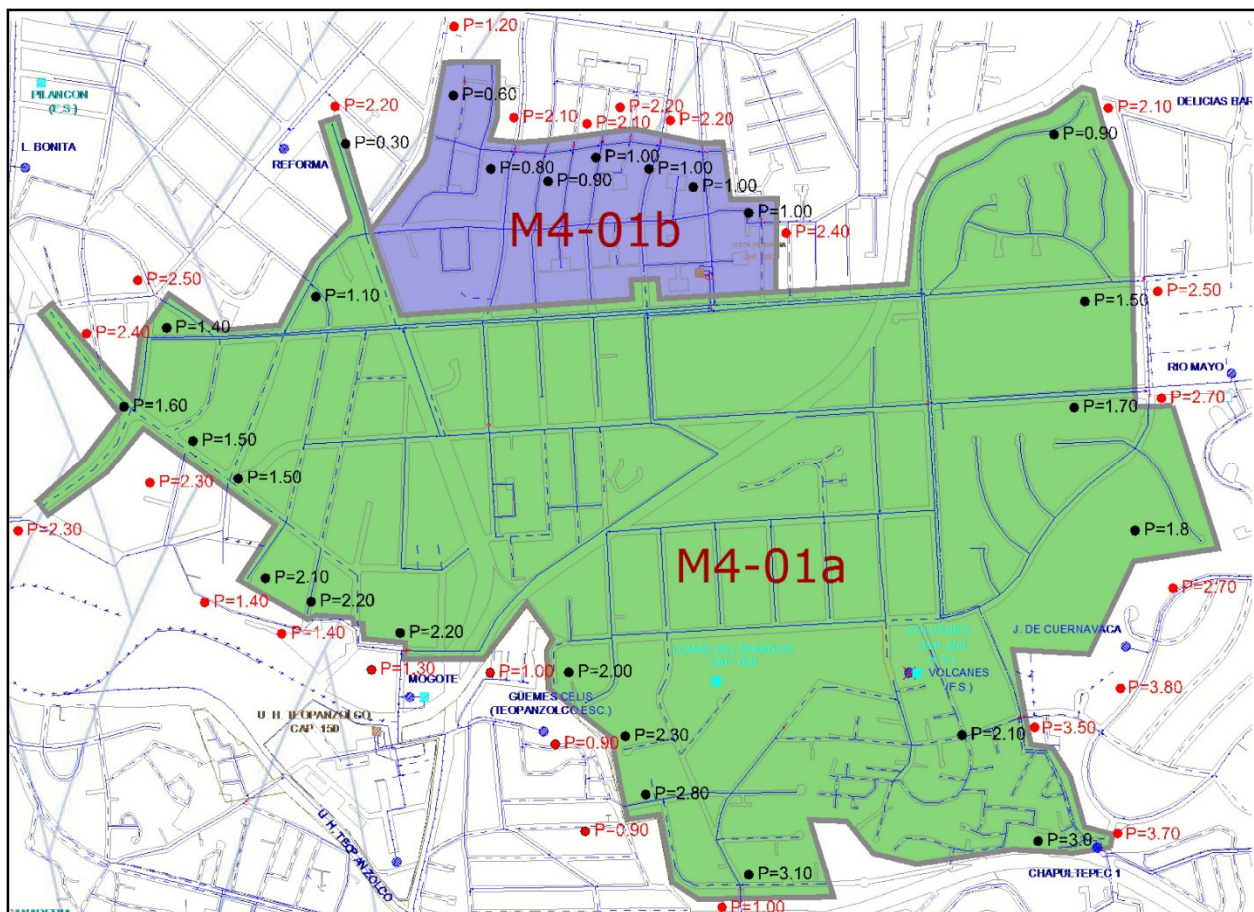 P=1.20
PILANCON
(F.S.)
P=0.60
P=2.20
P=2.20
P=2.10
P=2.10
P=2.20
P=2.10
DELICIAS BAR
L. BONITA
REFORMA
P=0.30
P=0.90
P=1.00
P=0.80
P=1.00
P=0.90
P=1.00
P=1.00
M4-01b
P=2.40
CAP.
P=2.50
P=1.10
P=2.50
P=1.50
P=2.40
P=1.40
RIO MAYO
P=1.60
P=1.70
P=2.70
P=1.50
P=1.50
P=2.30
P=2.30
P=1.8
M4-01a
P=2.10
P=2.20
P=1.40
P=2.70
P=1.40
P=2.20
J. DE CUERNAVACA
VOLCANES
CAP. 600
LOMAS DEL MIRADOR
CAP. 600
P=1.30
P=1.00
P=2.00
VOLCANES
(F.S.)
MOGOTE
P=3.80
GUEMES CELIS
(TEOPANZOLCO ESC.)
U. H. TEOPANZOLCO
CAP. 150
P=3.50
P=2.30
P=2.10
P=0.90
P=2.80
P=0.90
P=3.70
P=3.0
U. H. TEOPANZOLCO
P=3.10
CHAPULTEPEC 1
P=1.00